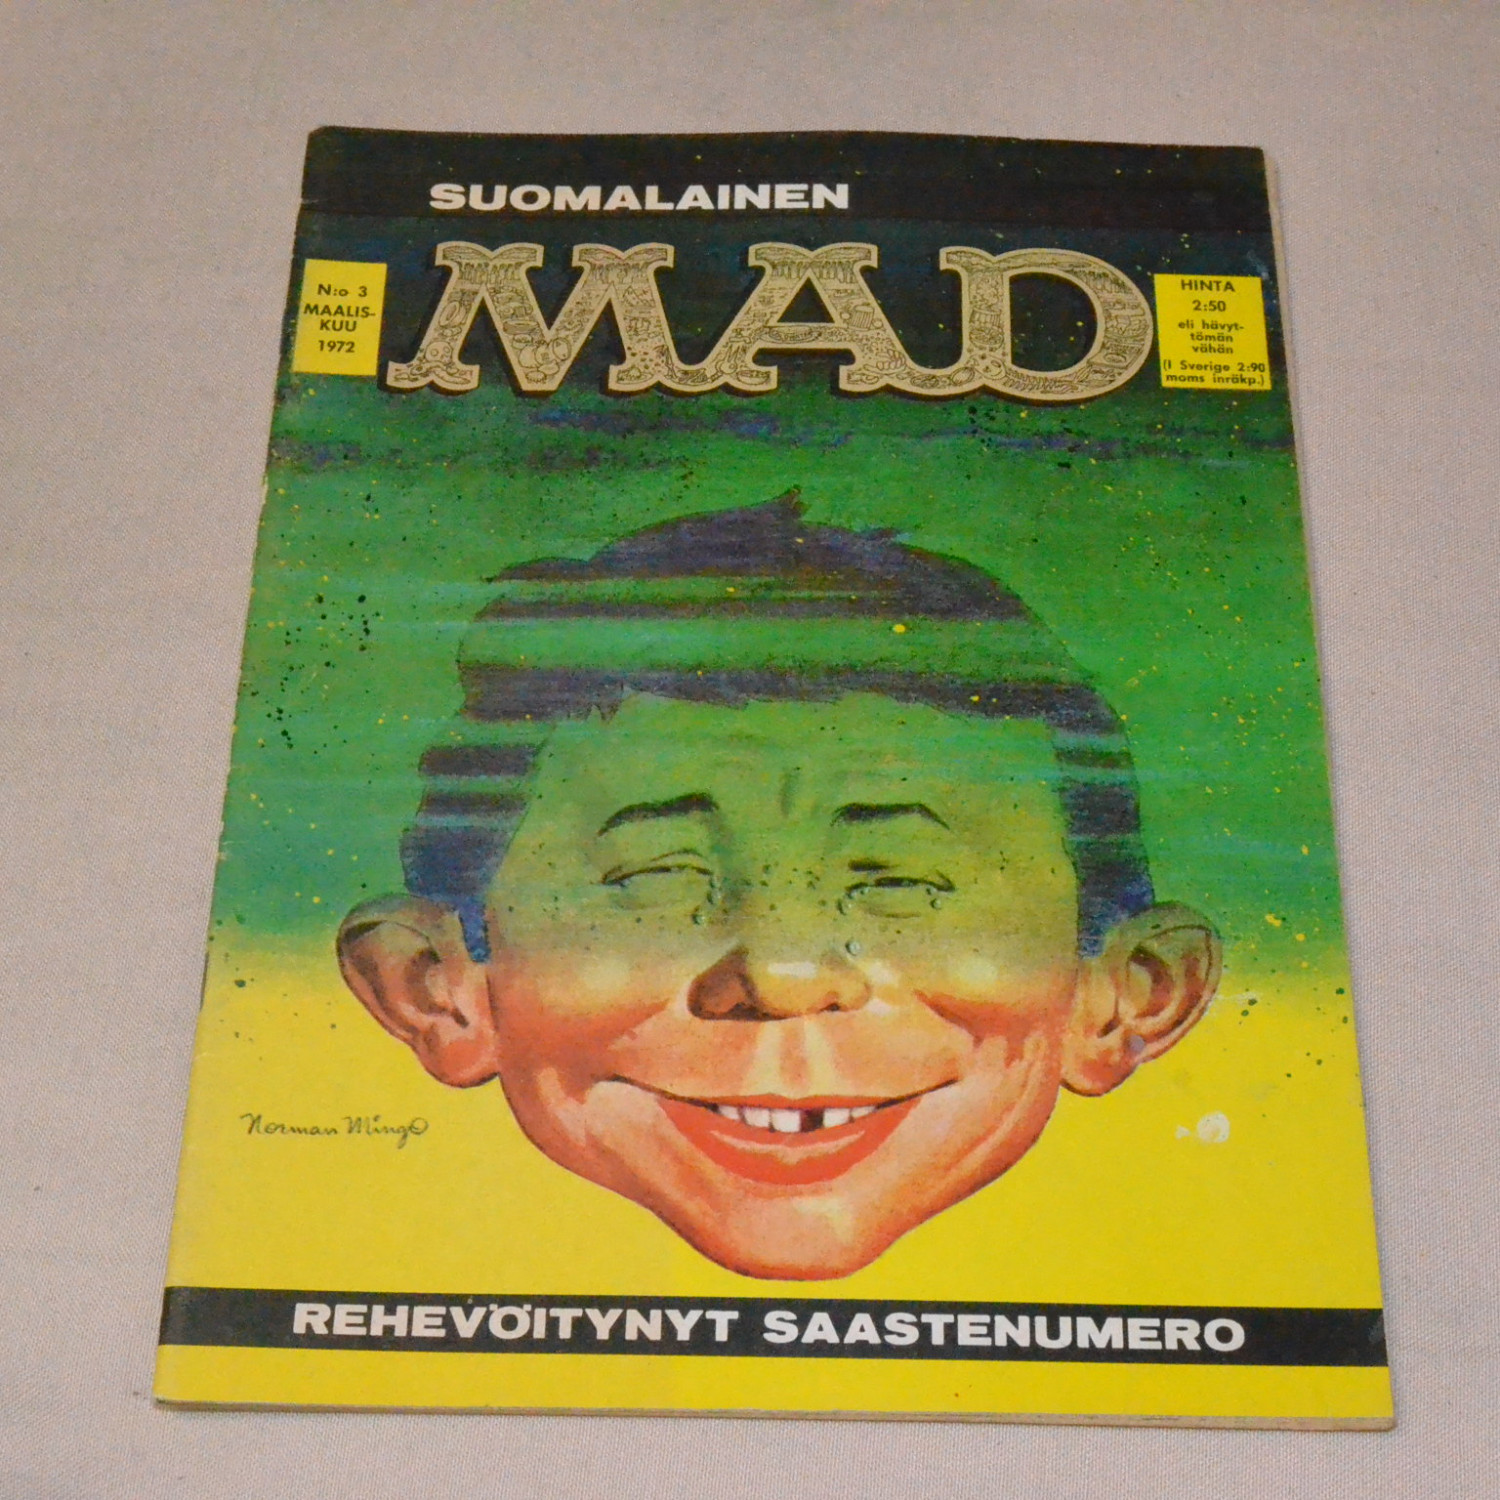 SUOMALAINEN
MAD
N:o 3
MAALIS-
KUU
1972
HINTA
2:50
eli hävyt-
tömän
vähän
(I Sverige 2:90
moms inräkp.)
Norman Mingo
REHEVÖITYNYT SAASTENUMERO